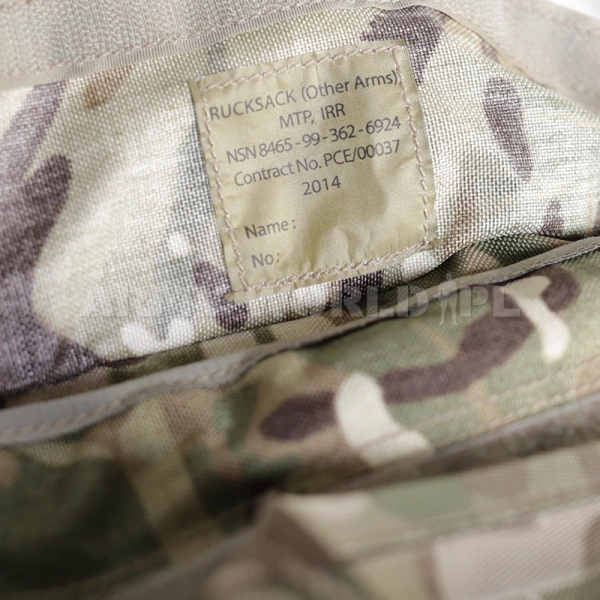 RUCKSACK (Other Arms)
MTP, IRR
NSN 8465-99-362-6924
Contract No. PCE/00037
2014
Name:
No: